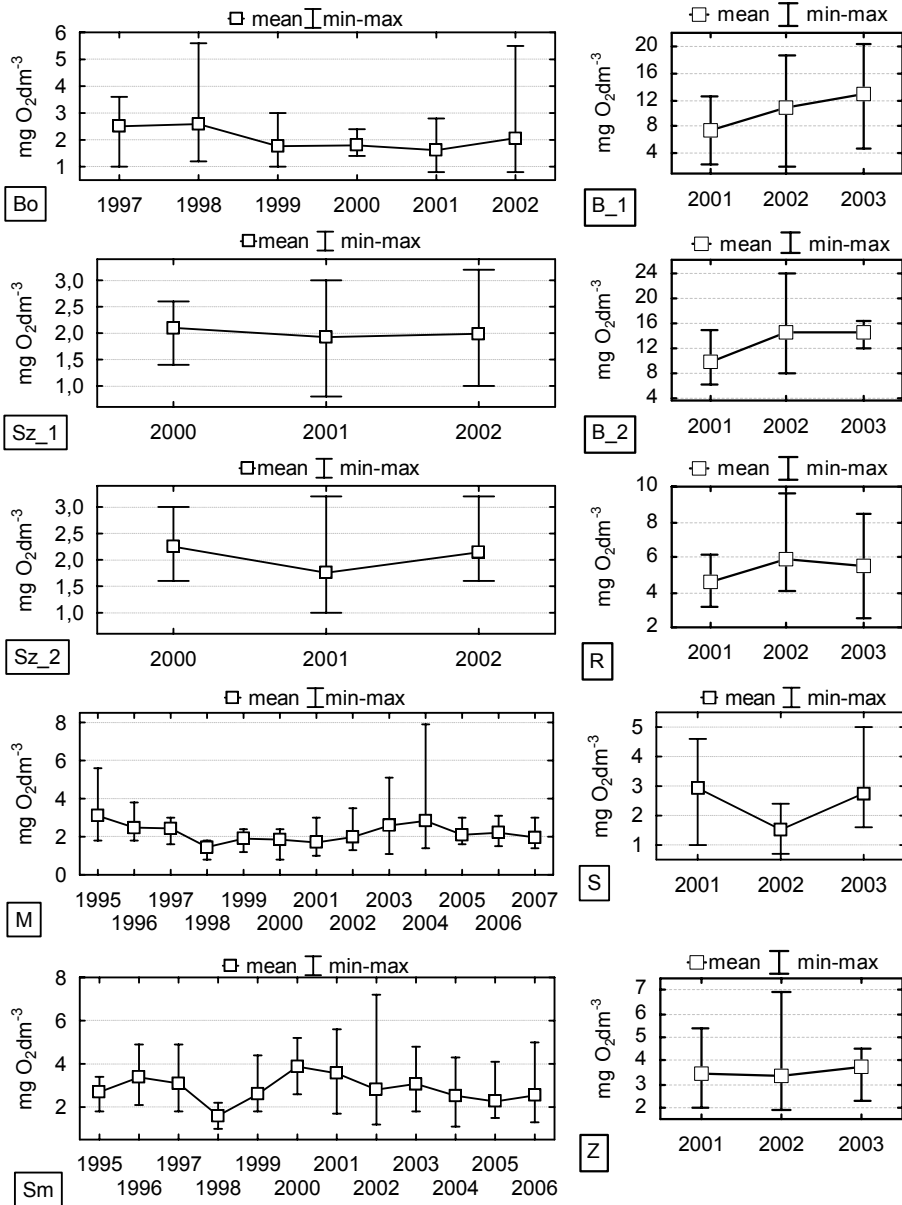 mean min-max
6
5
4
3
2
1
mg O₂dm⁻³
1997 1998 1999 2000 2001 2002
Bo
mean min-max
20
16
12
8
4
mg O₂dm⁻³
2001 2002 2003
B_1
mean min-max
3,0
2,5
2,0
1,5
1,0
mg O₂dm⁻³
2000 2001 2002
Sz_1
mean min-max
24
20
16
12
8
4
mg O₂dm⁻³
2001 2002 2003
B_2
mean min-max
3,0
2,5
2,0
1,5
1,0
mg O₂dm⁻³
2000 2001 2002
Sz_2
mean min-max
10
8
6
4
2
mg O₂dm⁻³
2001 2002 2003
R
mean min-max
8
6
4
2
0
mg O₂dm⁻³
1995 1997 1999 2001 2003 2005 2007
1996 1998 2000 2002 2004 2006
M
mean min-max
5
4
3
2
1
mg O₂dm⁻³
2001 2002 2003
S
mean min-max
8
6
4
2
mg O₂dm⁻³
1995 1997 1999 2001 2003 2005
1996 1998 2000 2002 2004 2006
Sm
mean min-max
7
6
5
4
3
2
mg O₂dm⁻³
2001 2002 2003
Z